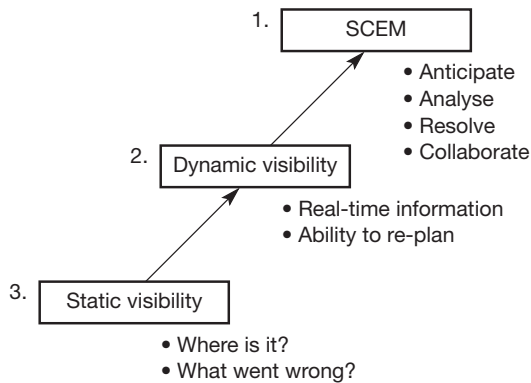 1. SCEM
• Anticipate
• Analyse
• Resolve
• Collaborate
2. Dynamic visibility
• Real-time information
• Ability to re-plan
3. Static visibility
• Where is it?
• What went wrong?